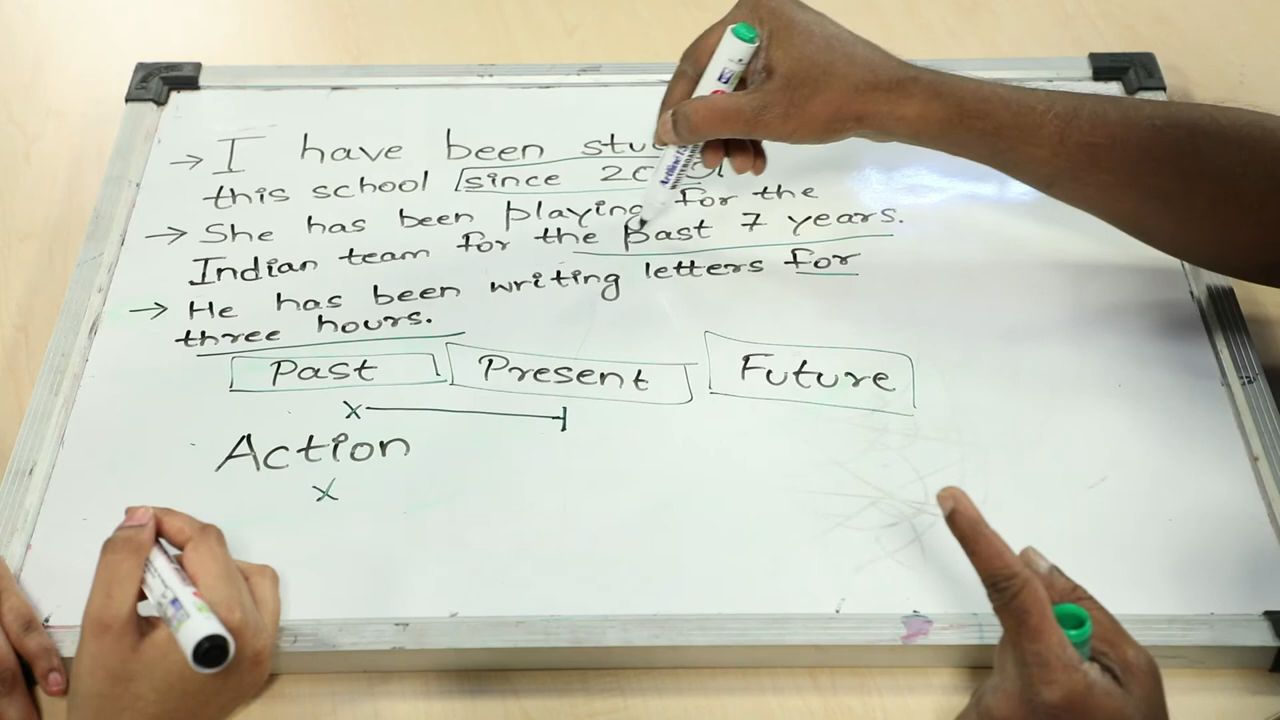 → I have been
this school since
→ She has been playing for the
Indian team for the past 7 years.
→ He has been writing letters for
three hours.
Past Present Future
x
Action
x